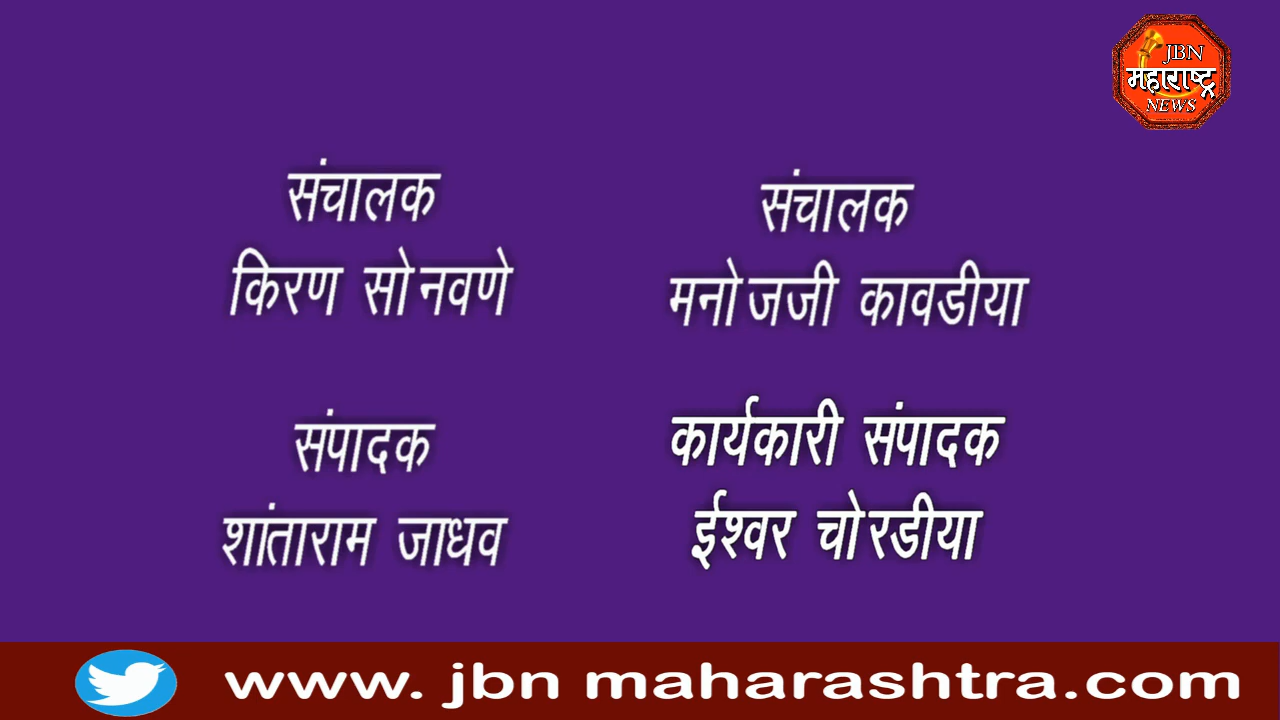 JBN
महाराष्ट्र
NEWS
संचालक
किरण सोनवणे
संचालक
मनोजजी कावडीया
संपादक
शांताराम जाधव
कार्यकारी संपादक
ईश्वर चोरडीया
www. jbn maharashtra.com